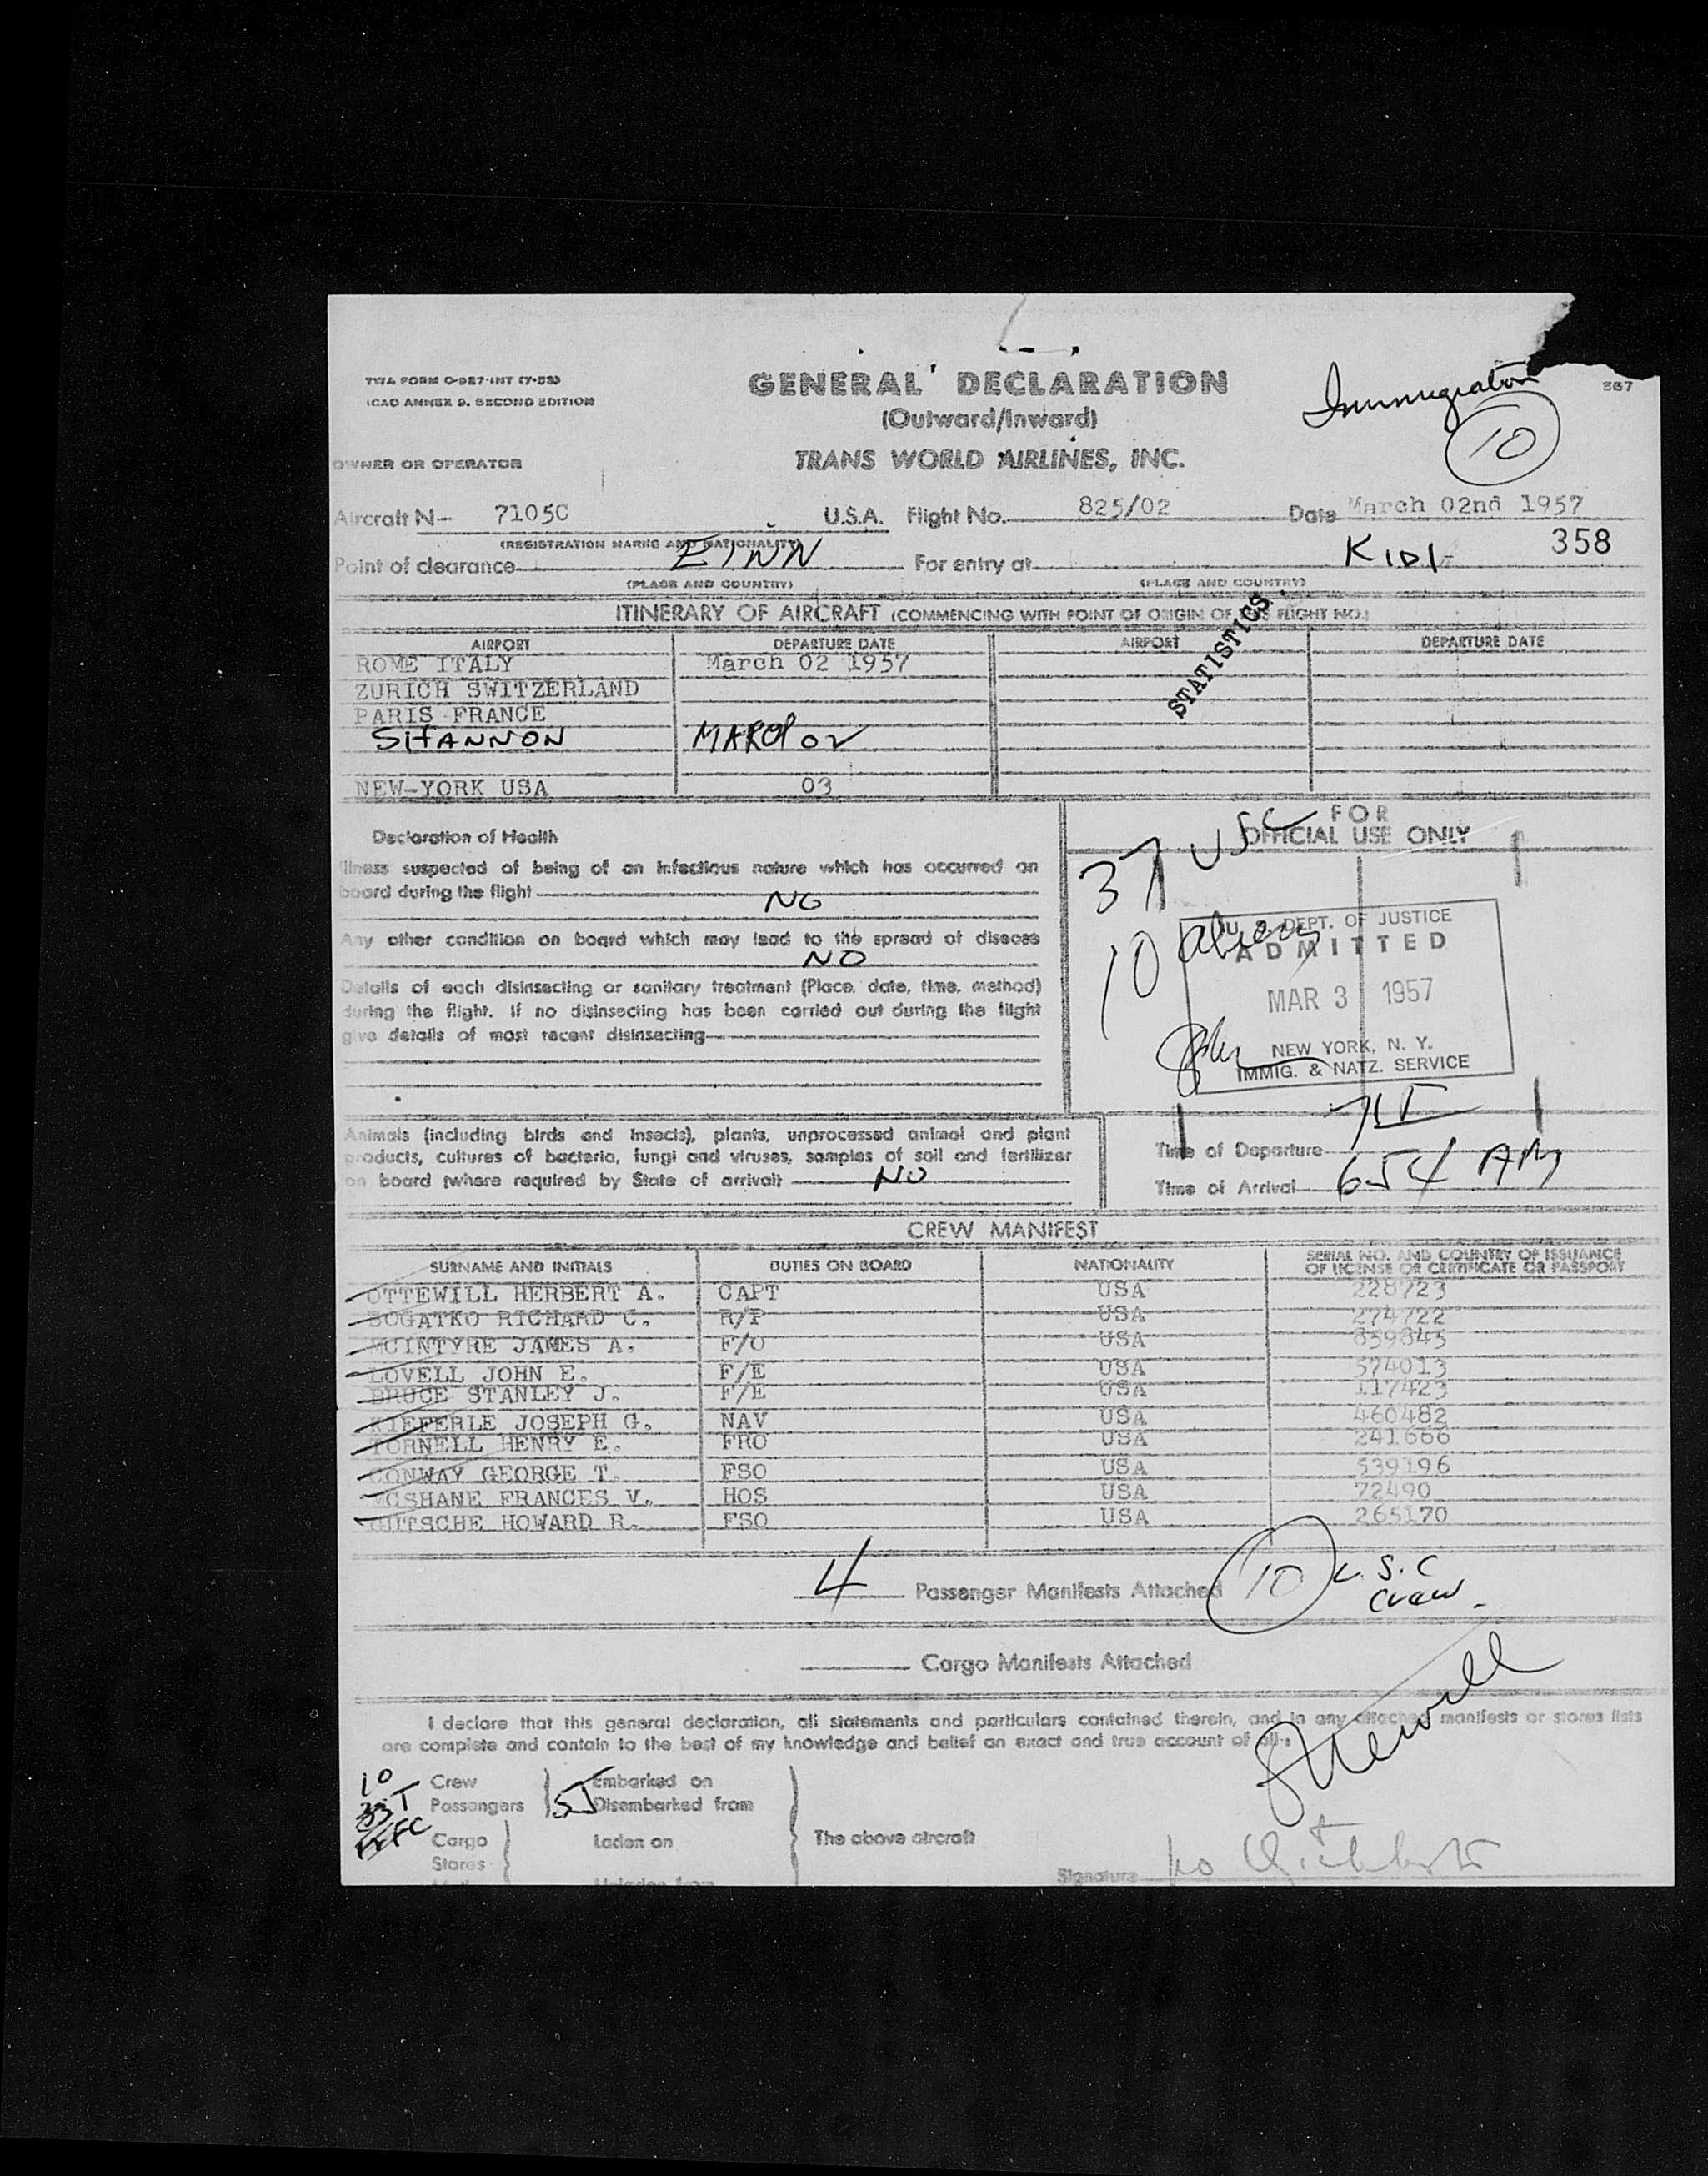 TWA FORM O-927-INT (7-53)
ICAO ANNEX 9. SECOND EDITION
GENERAL DECLARATION
(Outward/Inward)
TRANS WORLD AIRLINES, INC.
Immigration
10
867
OWNER OR OPERATOR
Aircraft N- 7105C U.S.A. Flight No. 825/02 Date March 02nd 1957
(REGISTRATION MARKS AND NATIONALITY)
358
Point of clearance EINN For entry at KIDL
(PLACE AND COUNTRY) (PLACE AND COUNTRY)
STATISTICS
ITINERARY OF AIRCRAFT (COMMENCING WITH POINT OF ORIGIN OF THIS FLIGHT NO.)
AIRPORT DEPARTURE DATE AIRPORT DEPARTURE DATE
ROME ITALY March 02 1957
ZURICH SWITZERLAND
PARIS FRANCE
SHANNON MARCH 02
NEW-YORK USA 03
FOR
OFFICIAL USE ONLY
37 USC
10 aliens
U. S. DEPT. OF JUSTICE
ADMITTED
MAR 3 1957
NEW YORK, N. Y.
IMMIG. & NATZ. SERVICE
Declaration of Health
Illness suspected of being of an infectious nature which has occurred on
board during the flight NO
Any other condition on board which may lead to the spread of disease
NO
Details of each disinsecting or sanitary treatment (Place, date, time, method)
during the flight. If no disinsecting has been carried out during the flight
give details of most recent disinsecting
Animals (including birds and insects), plants, unprocessed animal and plant
products, cultures of bacteria, fungi and viruses, samples of soil and fertilizer
on board (where required by State of arrival) NO
Time of Departure
Time of Arrival 654 AM
CREW MANIFEST
SURNAME AND INITIALS DUTIES ON BOARD NATIONALITY SERIAL NO. AND COUNTRY OF ISSUANCE
OF LICENSE OR CERTIFICATE OR PASSPORT
OTTEWILL HERBERT A. CAPT USA 228723
BOGATKO RICHARD C. R/P USA 274722
MCINTYRE JAMES A. F/O USA 859845
LOVELL JOHN E. F/E USA 574013
BRUCE STANLEY J. F/E USA 117423
KIEFERLE JOSEPH G. NAV USA 460482
TORNELL HENRY E. FRO USA 241666
CONWAY GEORGE T. FSO USA 539196
MCSHANE FRANCES V. HOS USA 72490
GUTSCHE HOWARD R. FSO USA 265170
4 Passenger Manifests Attached 10 U.S.C
Crew
Cargo Manifests Attached
I declare that this general declaration, all statements and particulars contained therein, and in any attached manifests or stores lists
are complete and contain to the best of my knowledge and belief an exact and true account of all:
10 Crew Embarked on
33T Passengers Disembarked from
Cargo Laden on The above aircraft
Stores
Signature